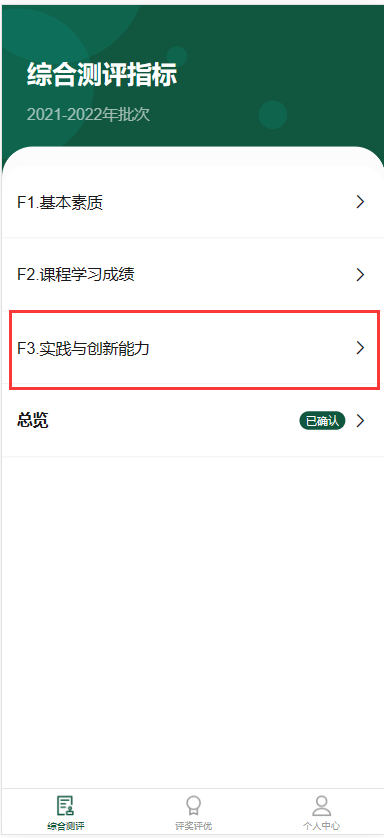 综合测评指标
2021-2022年批次
F1.基本素质
F2.课程学习成绩
F3.实践与创新能力
总览 已确认
综合测评 评奖评优 个人中心